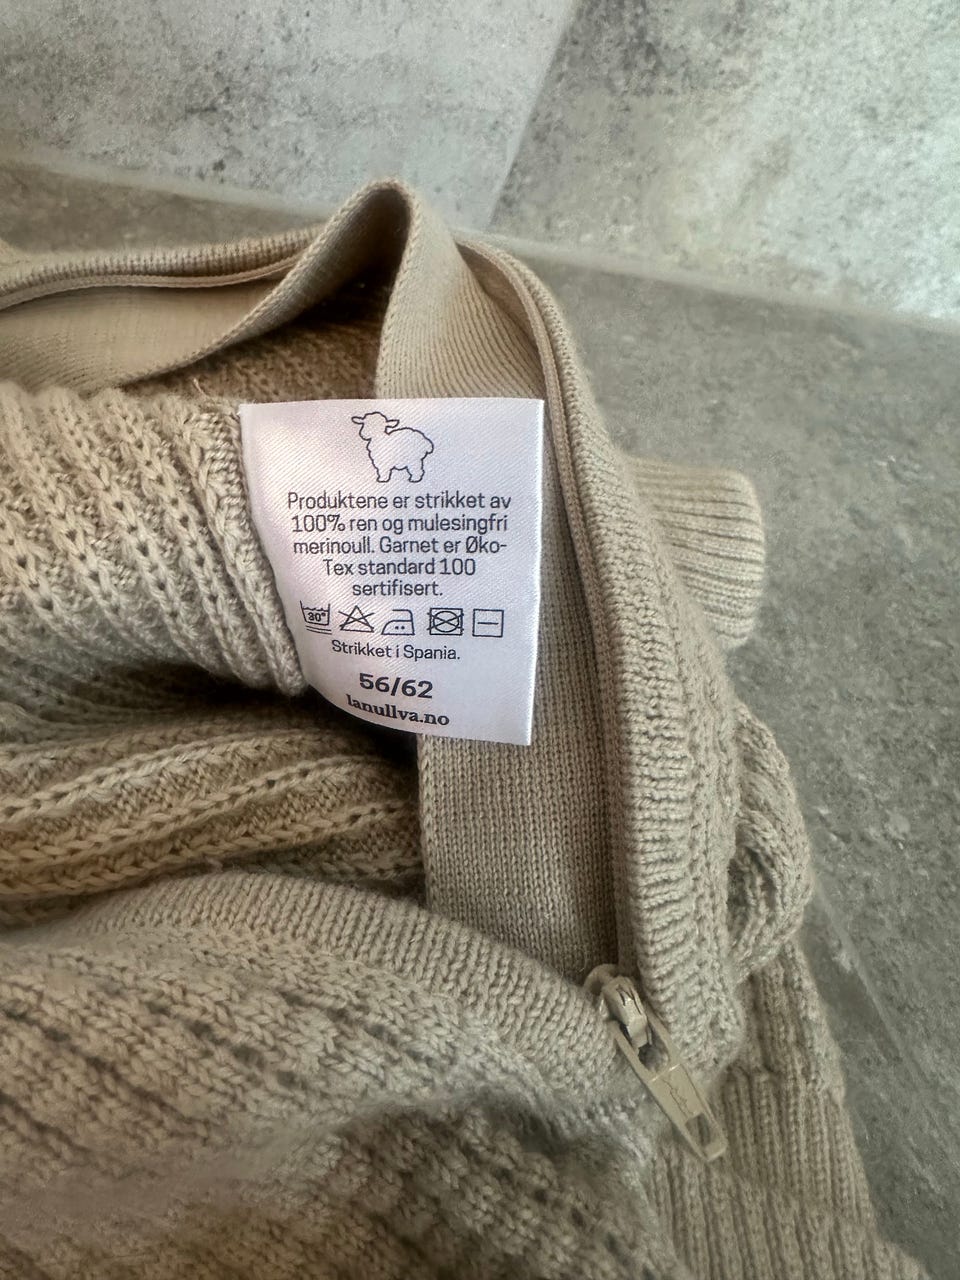 Produktene er strikket av
100% ren og mulesingfri
merinoull. Garnet er Øko-
Tex standard 100
sertifisert.
30°
Strikket i Spania.
56/62
lanullva.no